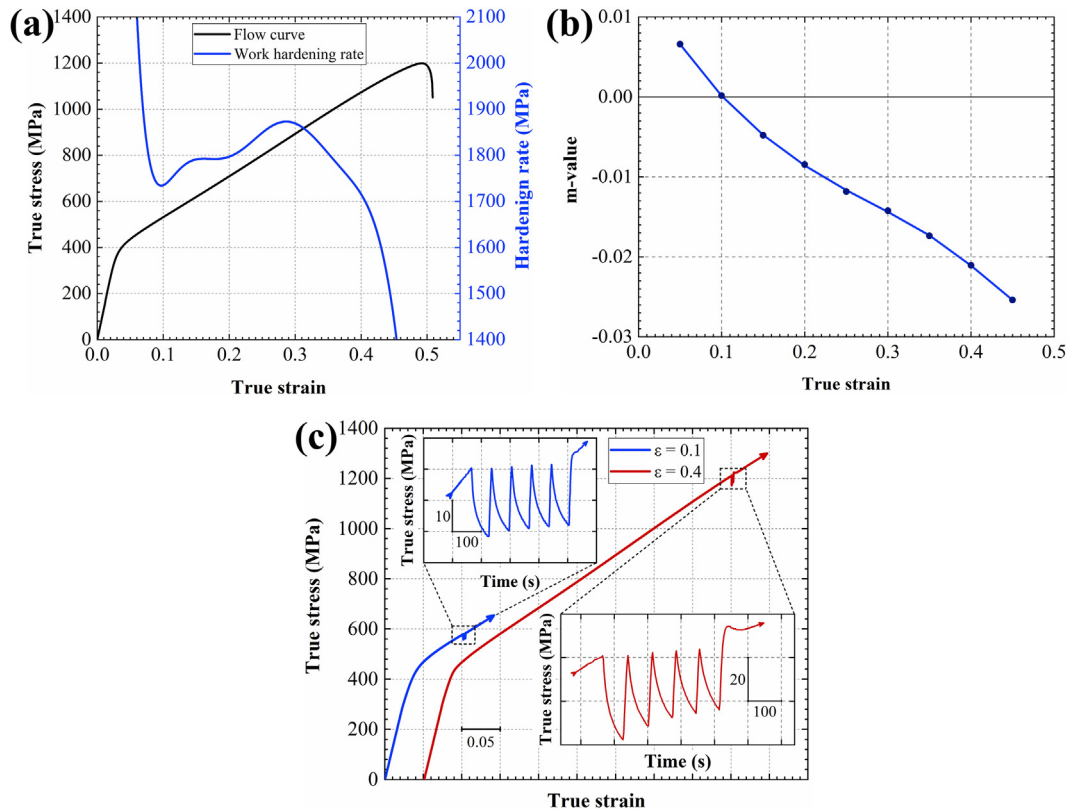 (a)
1400
1200
1000
800
600
400
200
0
True stress (MPa)
Flow curve
Work hardening rate
2100
2000
1900
1800
1700
1600
1500
1400
Hardenign rate (MPa)
0.0 0.1 0.2 0.3 0.4 0.5
True strain
(b)
0.01
0.00
-0.01
-0.02
-0.03
m-value
0.0 0.1 0.2 0.3 0.4 0.5
True strain
(c)
1400
1200
1000
800
600
400
200
0
True stress (MPa)
True stress (MPa)
10
100
Time (s)
ε = 0.1
ε = 0.4
True stress (MPa)
20
100
Time (s)
0.05
True strain